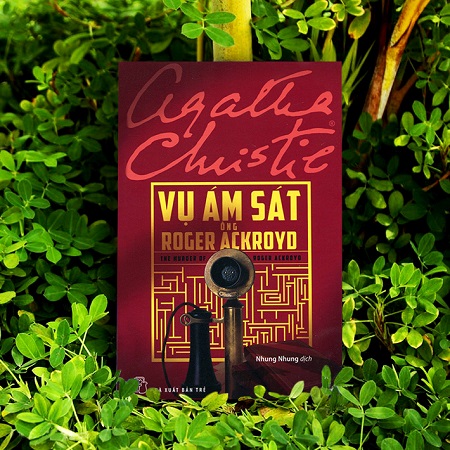 Agatha
Christie®
VỤ ÁM SÁT
ÔNG
ROGER ACKROYD
THE MURDER OF ROGER ACKROYD
Nhung Nhung dịch
XUẤT BẢN TRẺ